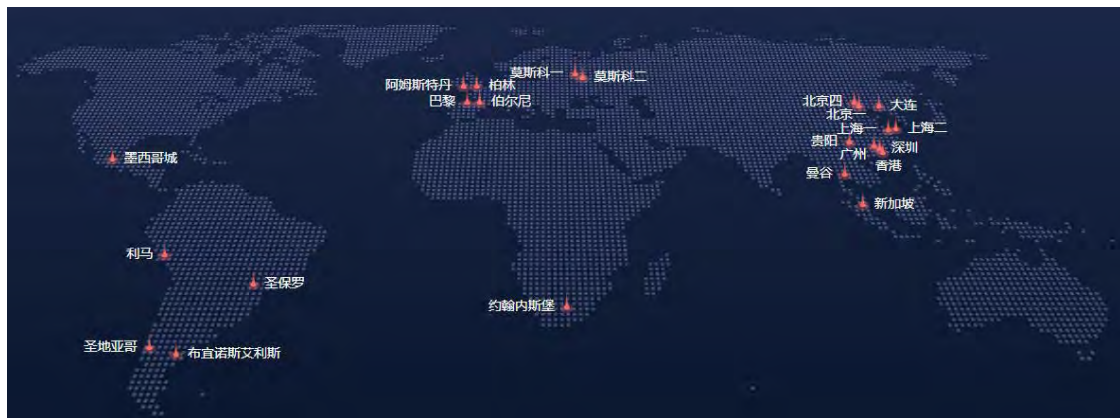 莫斯科一
莫斯科二
阿姆斯特丹
柏林
巴黎
伯尔尼
北京四
大连
北京一
上海一
上海二
贵阳
广州
深圳
香港
墨西哥城
曼谷
新加坡
利马
圣保罗
约翰内斯堡
圣地亚哥
布宜诺斯艾利斯